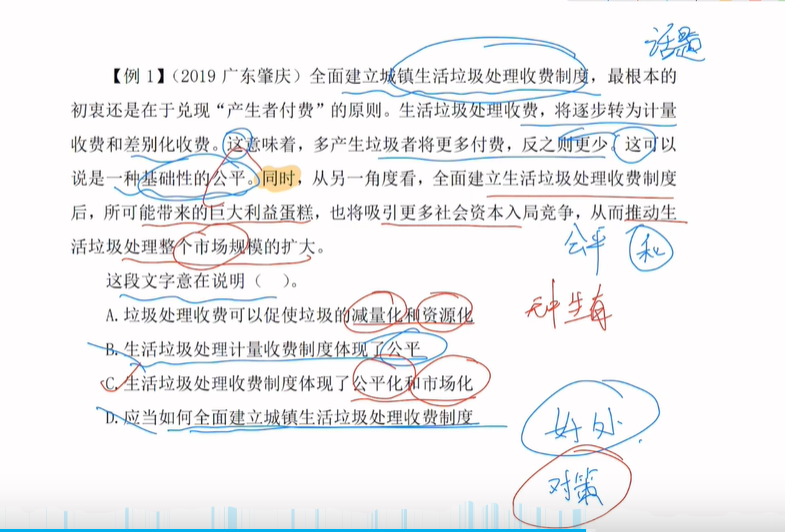 话题
【例 1】（2019 广东肇庆）全面建立城镇生活垃圾处理收费制度，最根本的
初衷还是在于兑现“产生者付费”的原则。生活垃圾处理收费，将逐步转为计量
收费和差别化收费。这意味着，多产生垃圾者将更多付费，反之则更少，这可以
说是一种基础性的公平。同时，从另一角度看，全面建立生活垃圾处理收费制度
后，所可能带来的巨大利益蛋糕，也将吸引更多社会资本入局竞争，从而推动生
活垃圾处理整个市场规模的扩大。
公平 利
这段文字意在说明（ ）。
无中生有
A.垃圾处理收费可以促使垃圾的减量化和资源化
B.生活垃圾处理计量收费制度体现了公平
C.生活垃圾处理收费制度体现了公平化和市场化
D.应当如何全面建立城镇生活垃圾处理收费制度
好处
对策